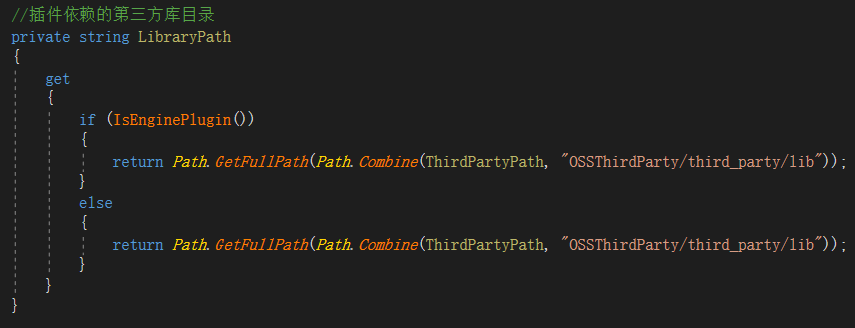 //插件依赖的第三方库目录
private string LibraryPath
{
    get
    {
        if (IsEnginePlugin())
        {
            return Path.GetFullPath(Path.Combine(ThirdPartyPath, "OSSThirdParty/third_party/lib"));
        }
        else
        {
            return Path.GetFullPath(Path.Combine(ThirdPartyPath, "OSSThirdParty/third_party/lib"));
        }
    }
}